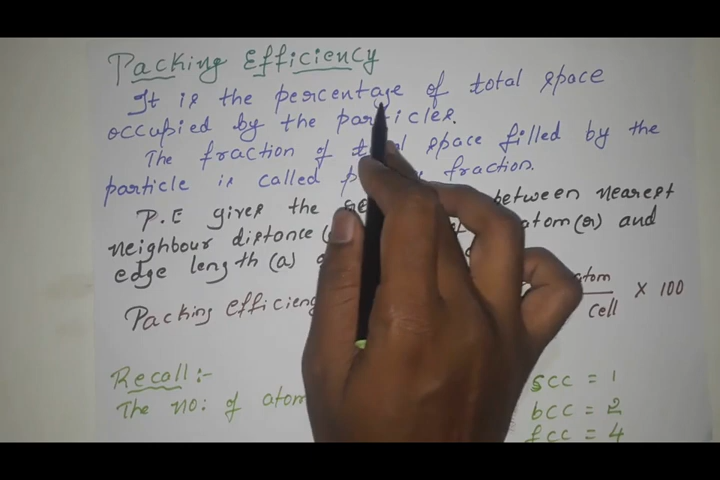 Packing Efficiency
It is the percentage of total space
occupied by the particles.
The fraction of total space filled by the
particle is called fraction.
P.E gives the between nearest
neighbour distance atom (r) and
edge length (a)
Packing efficiency atom
cell × 100
Recall :-
The no: of atom
scc = 1
bcc = 2
fcc = 4